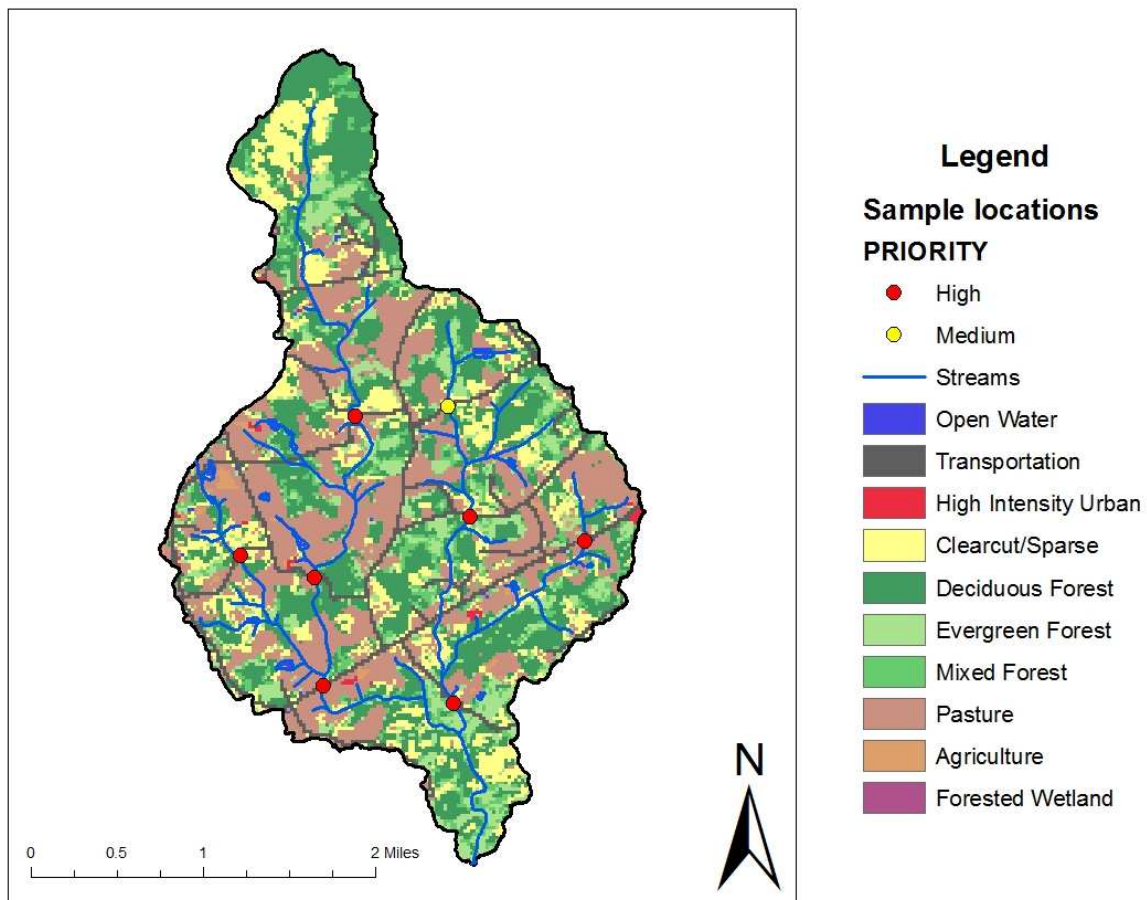 Legend
Sample locations
PRIORITY
High
Medium
Streams
Open Water
Transportation
High Intensity Urban
Clearcut/Sparse
Deciduous Forest
Evergreen Forest
Mixed Forest
Pasture
Agriculture
Forested Wetland
N
0 0.5 1 2 Miles